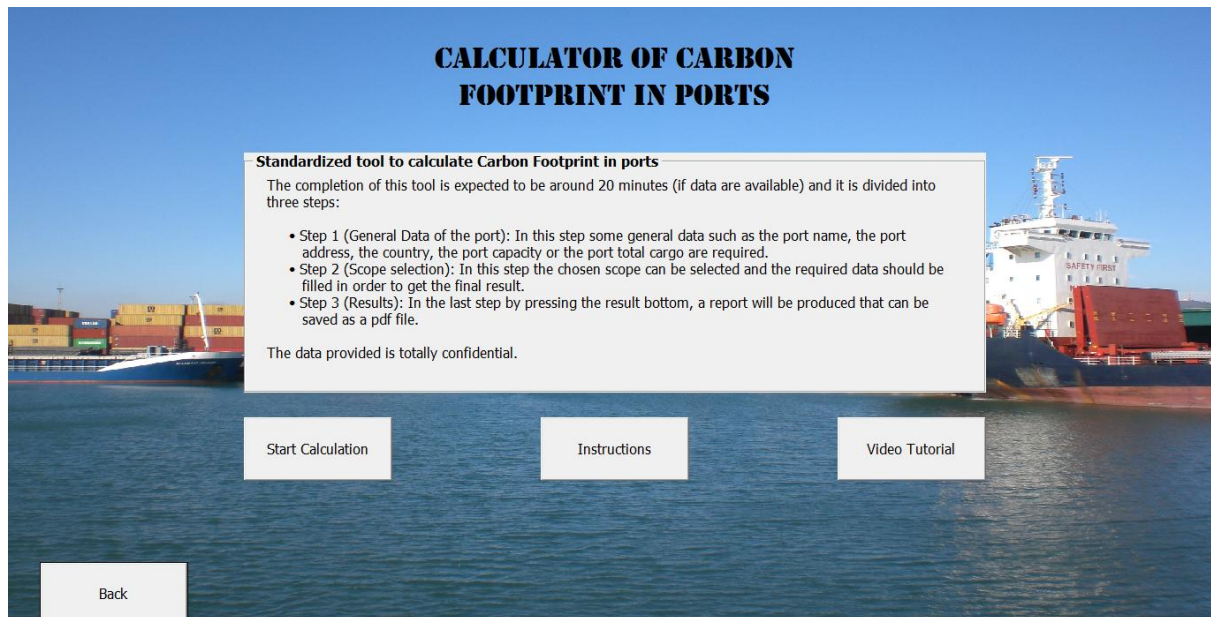 CALCULATOR OF CARBON
FOOTPRINT IN PORTS
Standardized tool to calculate Carbon Footprint in ports
The completion of this tool is expected to be around 20 minutes (if data are available) and it is divided into
three steps:
• Step 1 (General Data of the port): In this step some general data such as the port name, the port
address, the country, the port capacity or the port total cargo are required.
• Step 2 (Scope selection): In this step the chosen scope can be selected and the required data should be
filled in order to get the final result.
• Step 3 (Results): In the last step by pressing the result bottom, a report will be produced that can be
saved as a pdf file.
The data provided is totally confidential.
SAFETY FIRST
Start Calculation
Instructions
Video Tutorial
Back